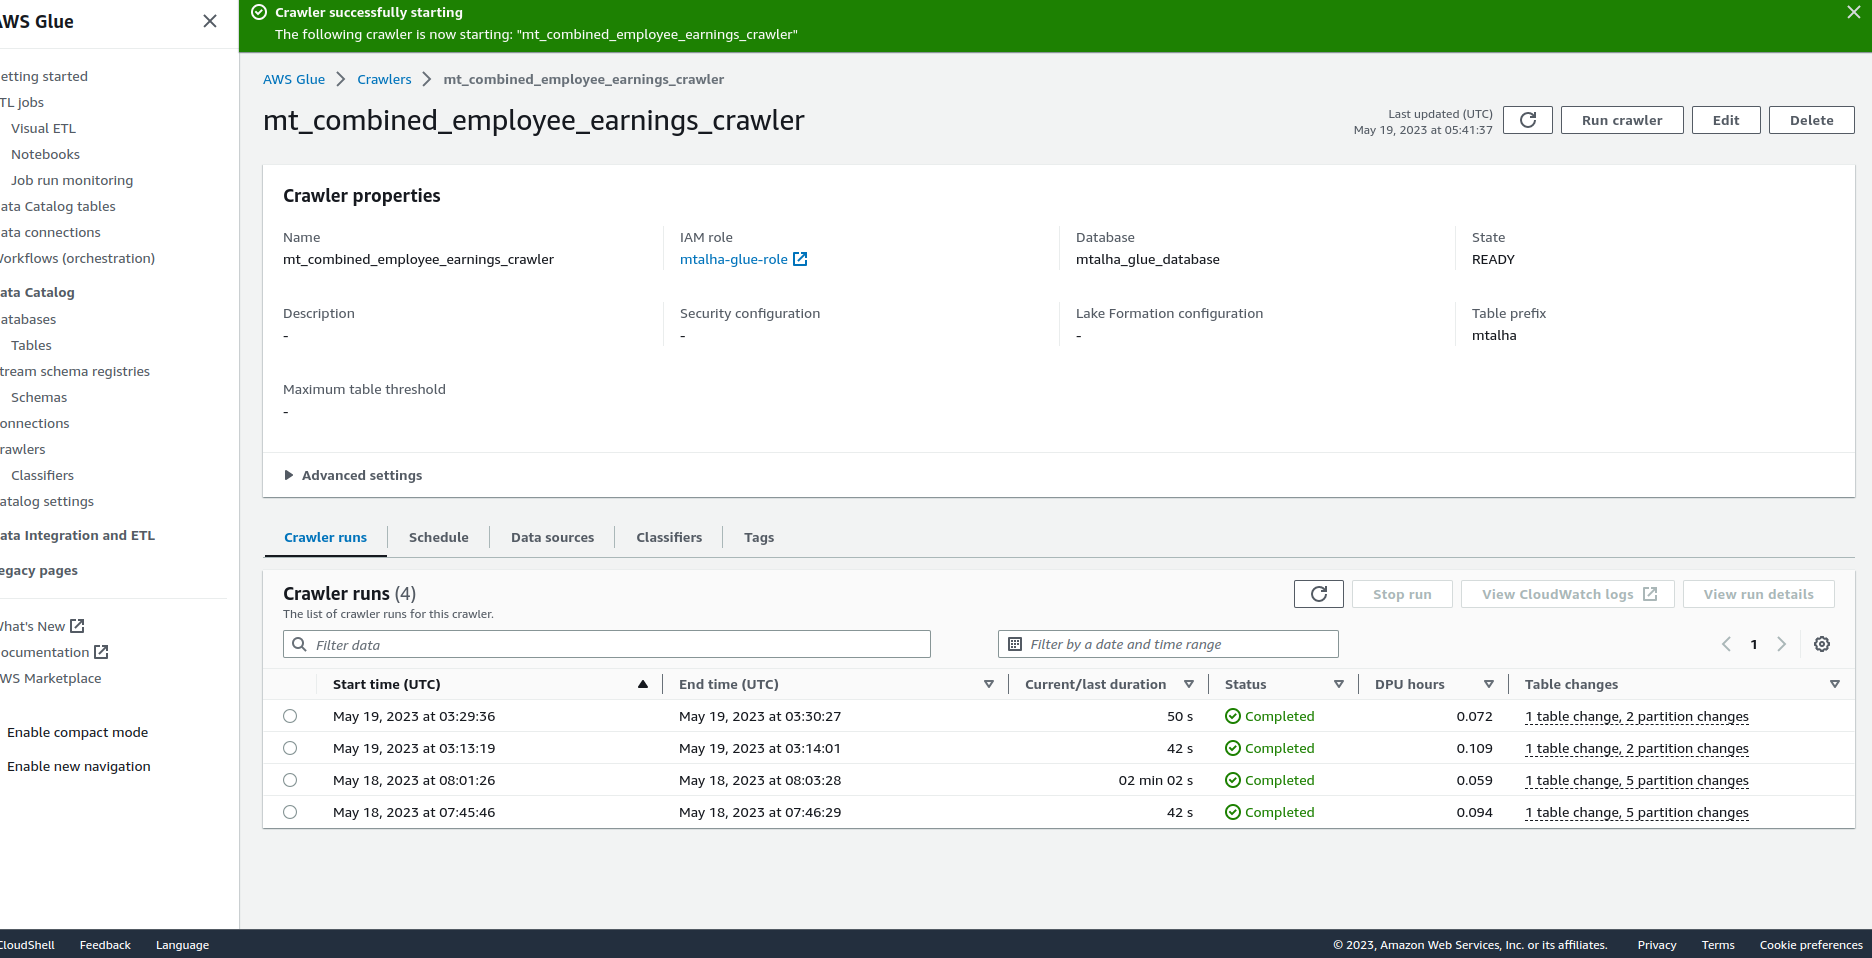 AWS Glue
etting started
TL jobs
Visual ETL
Notebooks
Job run monitoring
ata Catalog tables
ata connections
Vorkflows (orchestration)
ata Catalog
atabases
Tables
tream schema registries
Schemas
onnections
rawlers
Classifiers
atalog settings
ata Integration and ETL
egacy pages
Vhat's New
ocumentation
WS Marketplace
Enable compact mode
Enable new navigation
Crawler successfully starting
The following crawler is now starting: "mt_combined_employee_earnings_crawler"
AWS Glue Crawlers mt_combined_employee_earnings_crawler
mt_combined_employee_earnings_crawler
Last updated (UTC)
May 19, 2023 at 05:41:37
Run crawler Edit Delete
Crawler properties
Name IAM role Database State
mt_combined_employee_earnings_crawler mtalha-glue-role mtalha_glue_database READY
Description Security configuration Lake Formation configuration Table prefix
- - - mtalha
Maximum table threshold
-
Advanced settings
Crawler runs Schedule Data sources Classifiers Tags
Crawler runs (4)
The list of crawler runs for this crawler.
Stop run View CloudWatch logs View run details
Filter data Filter by a date and time range 1
Start time (UTC) End time (UTC) Current/last duration Status DPU hours Table changes
May 19, 2023 at 03:29:36 May 19, 2023 at 03:30:27 50 s Completed 0.072 1 table change, 2 partition changes
May 19, 2023 at 03:13:19 May 19, 2023 at 03:14:01 42 s Completed 0.109 1 table change, 2 partition changes
May 18, 2023 at 08:01:26 May 18, 2023 at 08:03:28 02 min 02 s Completed 0.059 1 table change, 5 partition changes
May 18, 2023 at 07:45:46 May 18, 2023 at 07:46:29 42 s Completed 0.094 1 table change, 5 partition changes
CloudShell Feedback Language © 2023, Amazon Web Services, Inc. or its affiliates. Privacy Terms Cookie preferences